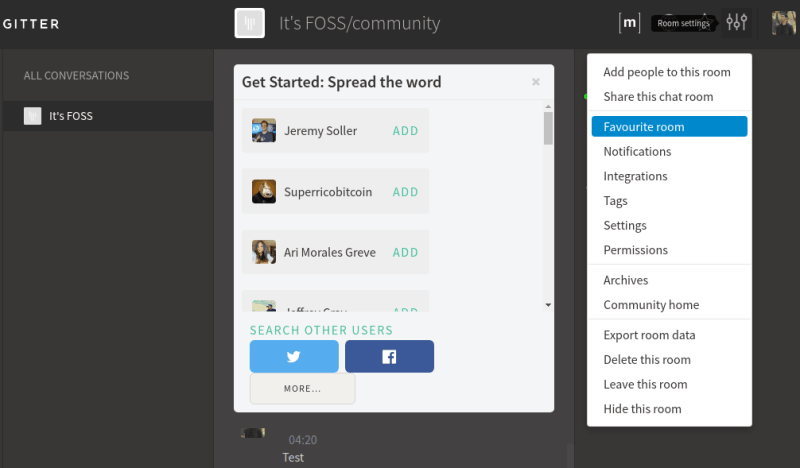 GITTER
It's FOSS/community
[m]
Room settings
ALL CONVERSATIONS
It's FOSS
Get Started: Spread the word
×
Jeremy Soller
ADD
Superricobitcoin
ADD
Ari Morales Greve
ADD
Jeffrey Gray
ADD
SEARCH OTHER USERS
MORE...
04:20
Test
Add people to this room
Share this chat room
Favourite room
Notifications
Integrations
Tags
Settings
Permissions
Archives
Community home
Export room data
Delete this room
Leave this room
Hide this room